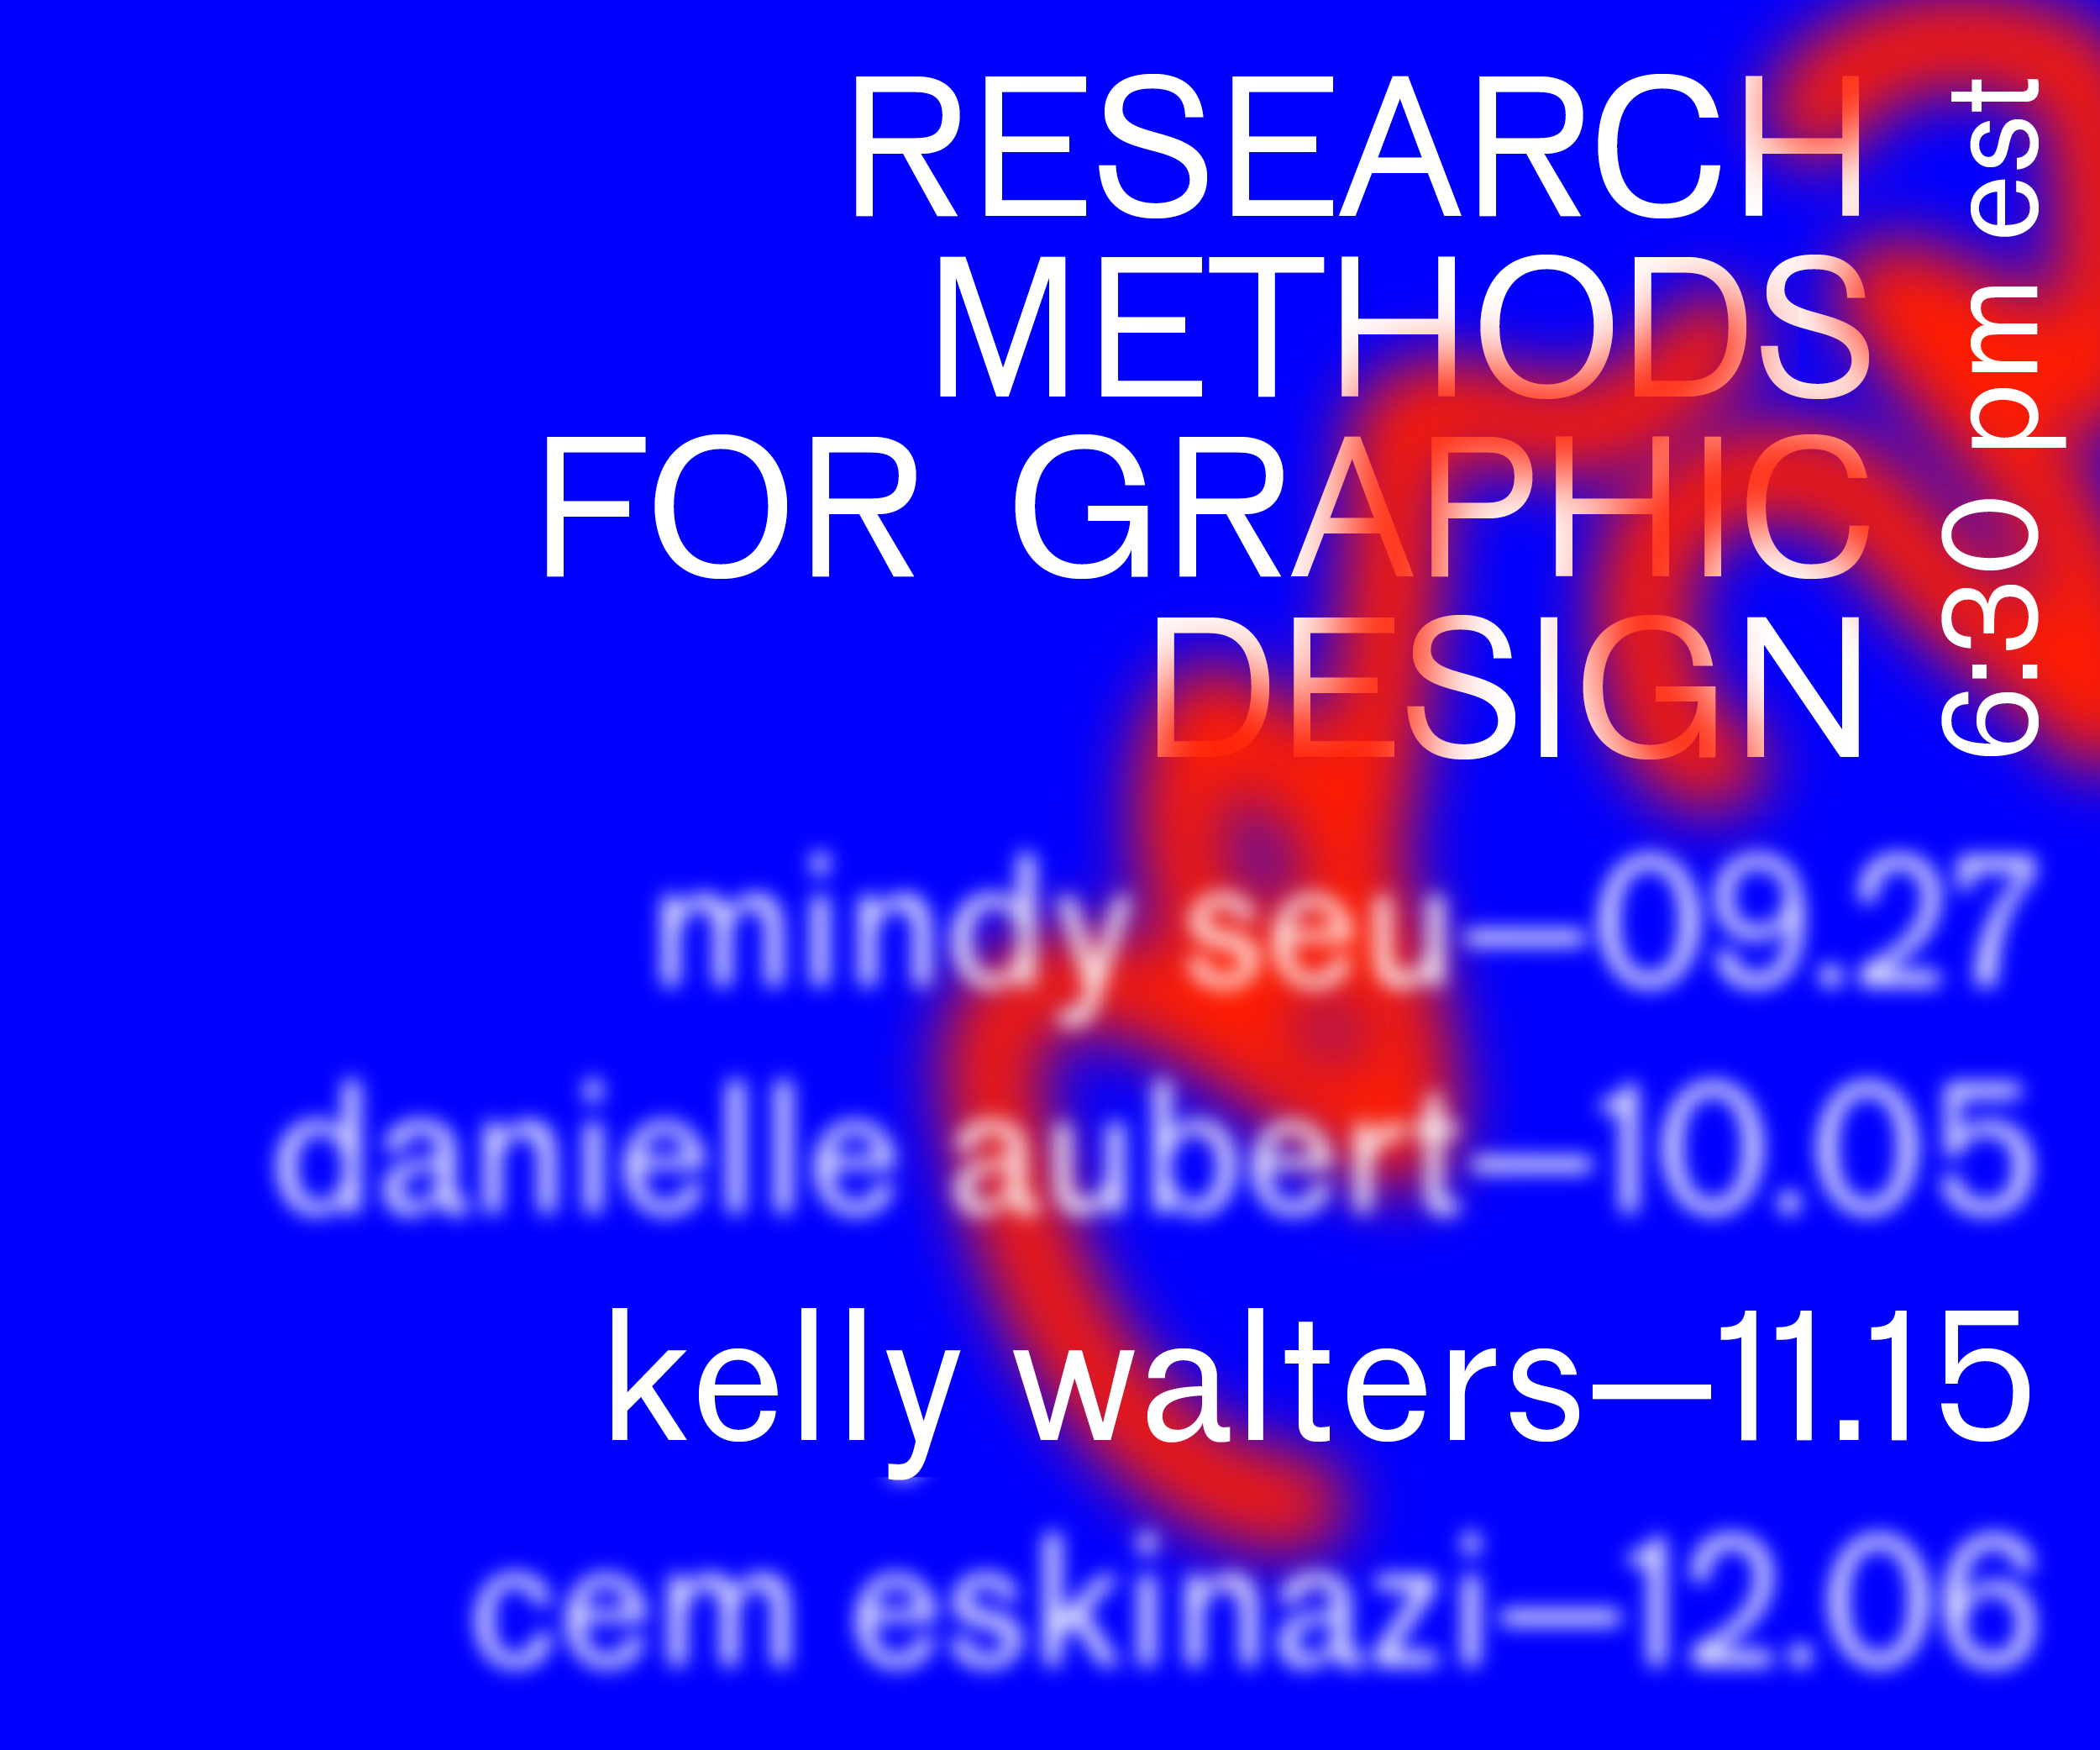 RESEARCH
METHODS
FOR GRAPHIC
DESIGN
6:30 pm est
mindy seu—09.27
danielle aubert—10.05
kelly walters—11.15
cem eskinazi—12.06